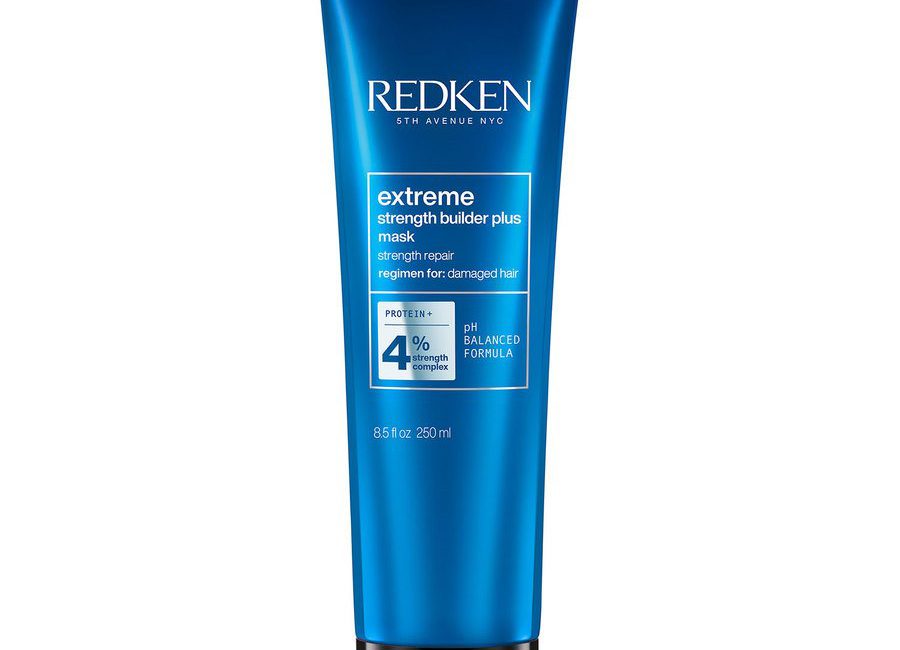 REDKEN
5TH AVENUE NYC
extreme
strength builder plus
mask
strength repair
regimen for: damaged hair
PROTEIN+
4%
strength
complex
pH
BALANCED
FORMULA
8.5 fl oz 250 ml